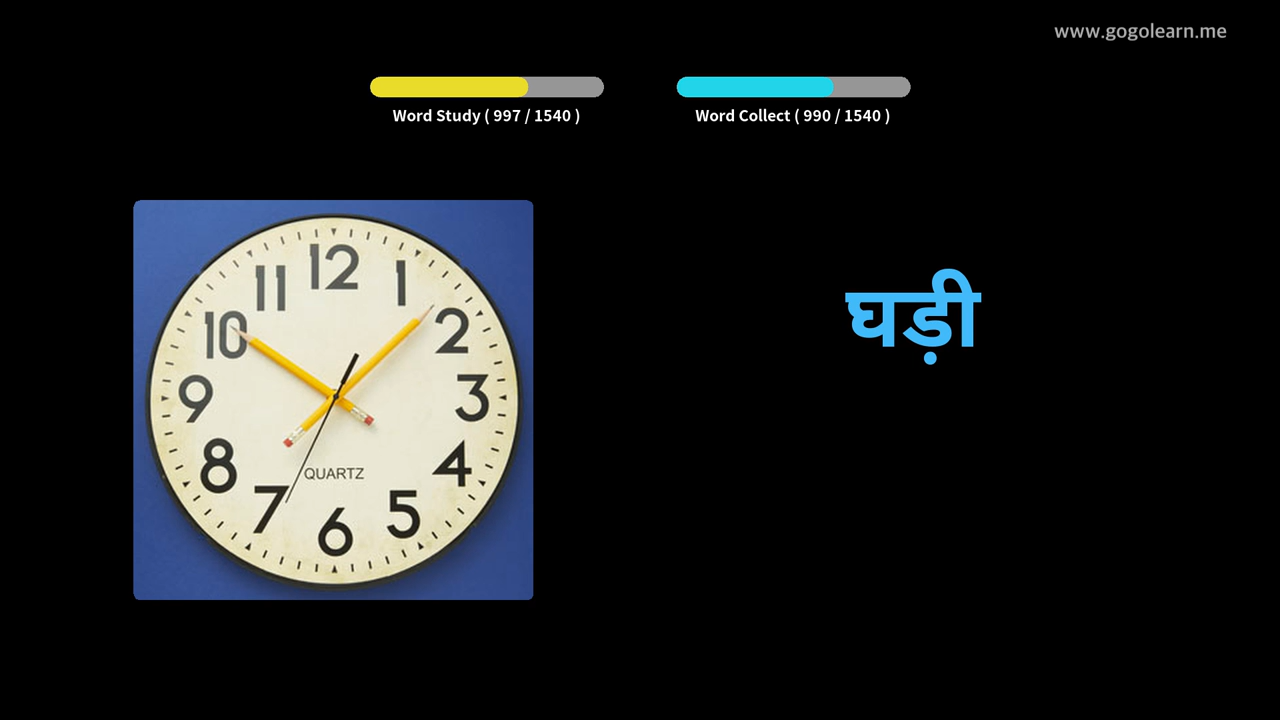 www.gogolearn.me
Word Study ( 997 / 1540 )
Word Collect ( 990 / 1540 )
12
11
1
10
2
9
3
8
4
QUARTZ
7
5
6
घड़ी